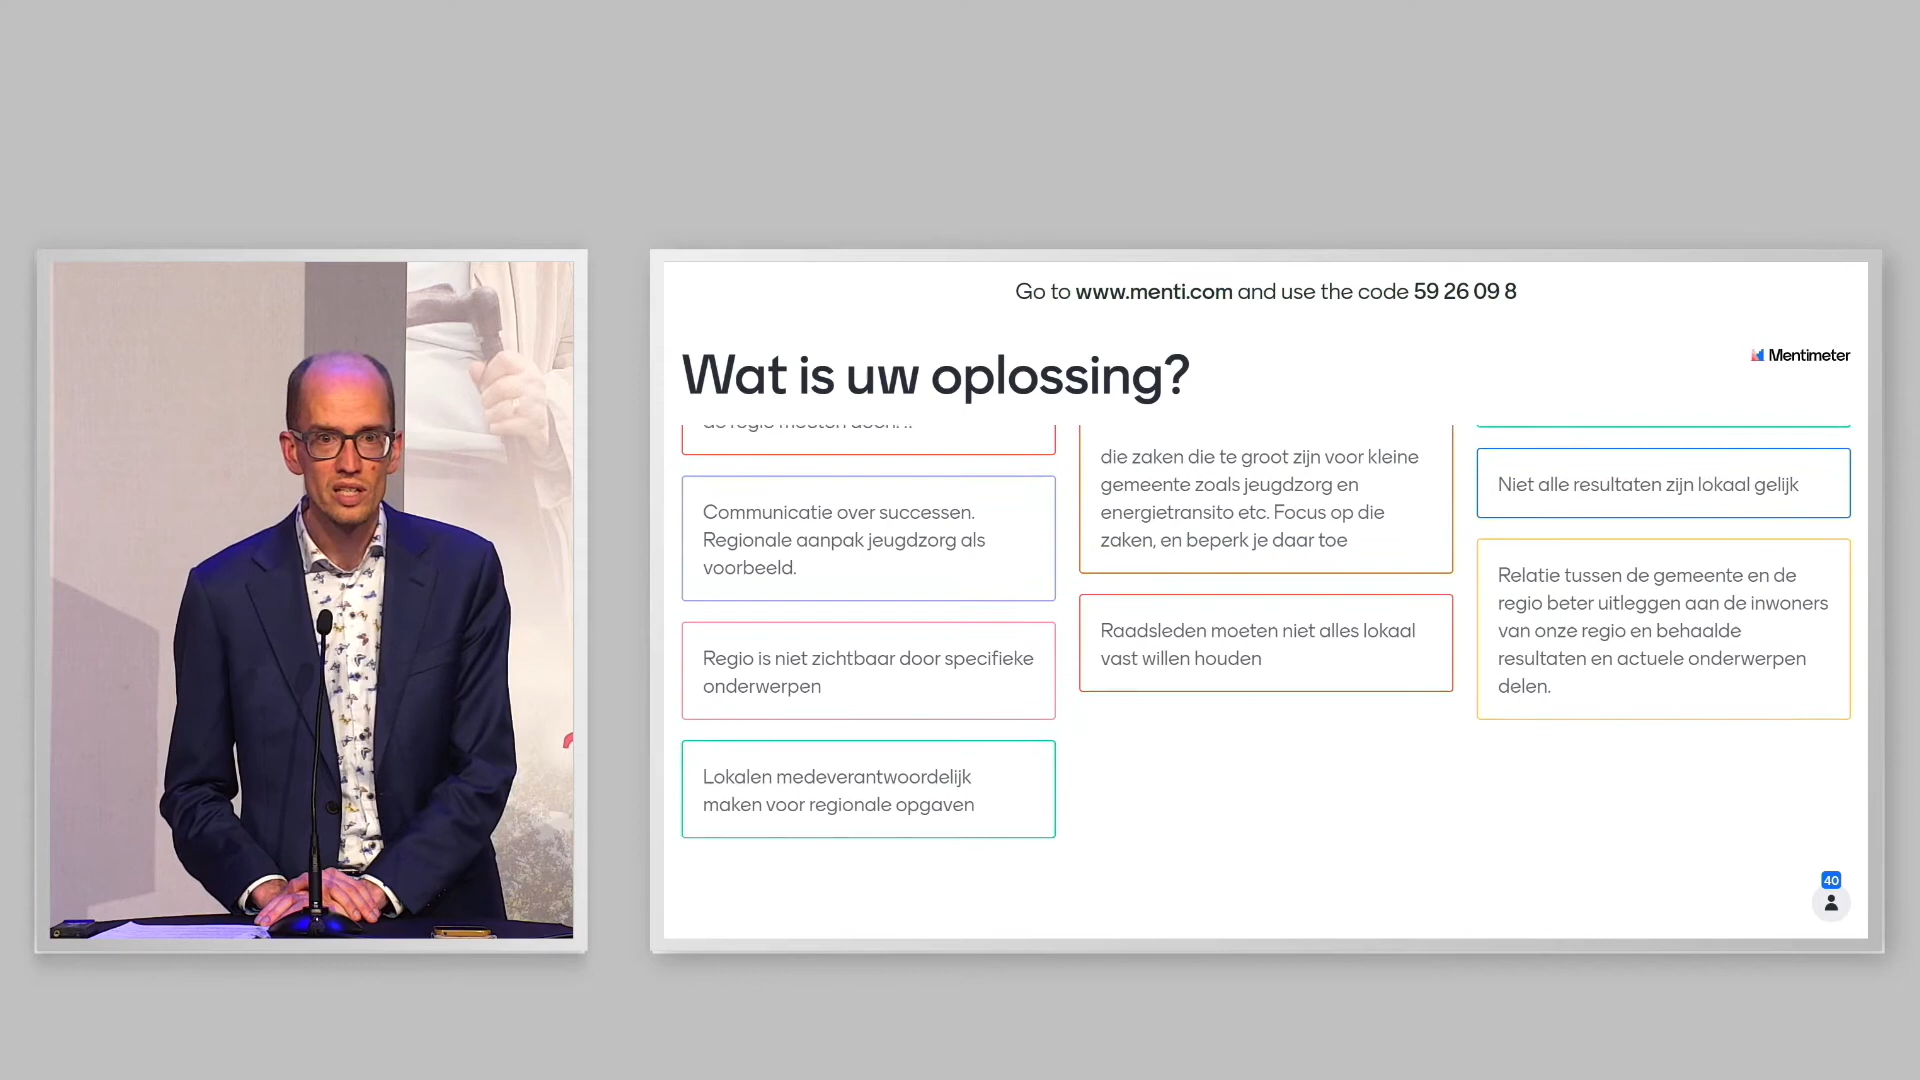 Go to www.menti.com and use the code 59 26 09 8
Wat is uw oplossing?
Mentimeter
Communicatie over successen.
Regionale aanpak jeugdzorg als
voorbeeld.
Regio is niet zichtbaar door specifieke
onderwerpen
Lokalen medeverantwoordelijk
maken voor regionale opgaven
die zaken die te groot zijn voor kleine
gemeente zoals jeugdzorg en
energietransito etc. Focus op die
zaken, en beperk je daar toe
Raadsleden moeten niet alles lokaal
vast willen houden
Niet alle resultaten zijn lokaal gelijk
Relatie tussen de gemeente en de
regio beter uitleggen aan de inwoners
van onze regio en behaalde
resultaten en actuele onderwerpen
delen.
40